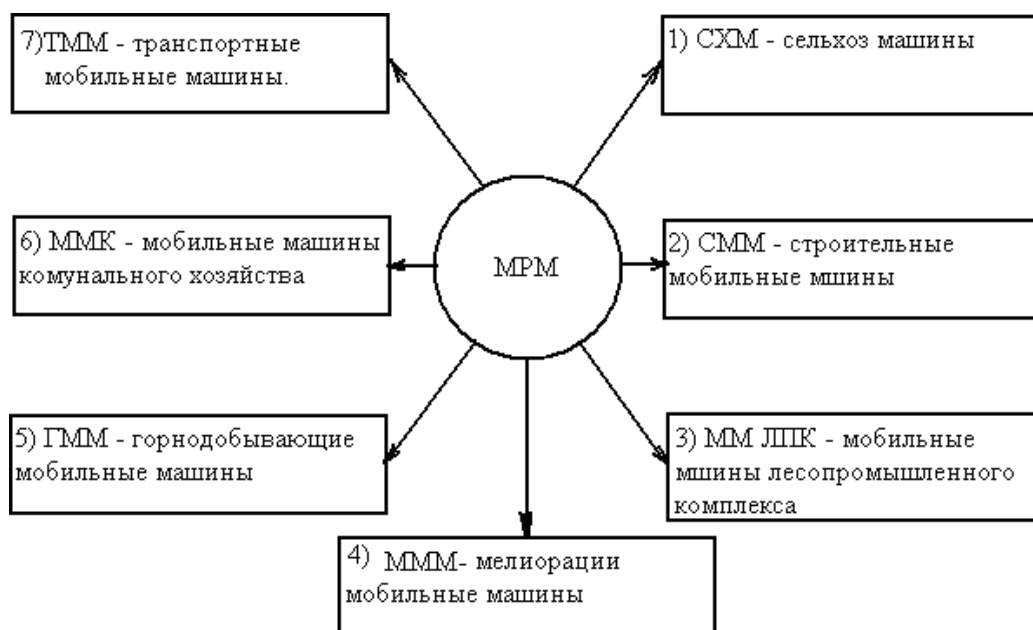 7)ТММ - транспортные
мобильные машины.
1) СХМ - сельхоз машины
6) ММК - мобильные машины
комунального хозяйства
МРМ
2) СММ - строительные
мобильные мшины
5) ГММ - горнодобывающие
мобильные машины
3) ММ ЛПК - мобильные
мшины лесопромышленного
комплекса
4) МММ- мелиорации
мобильные машины